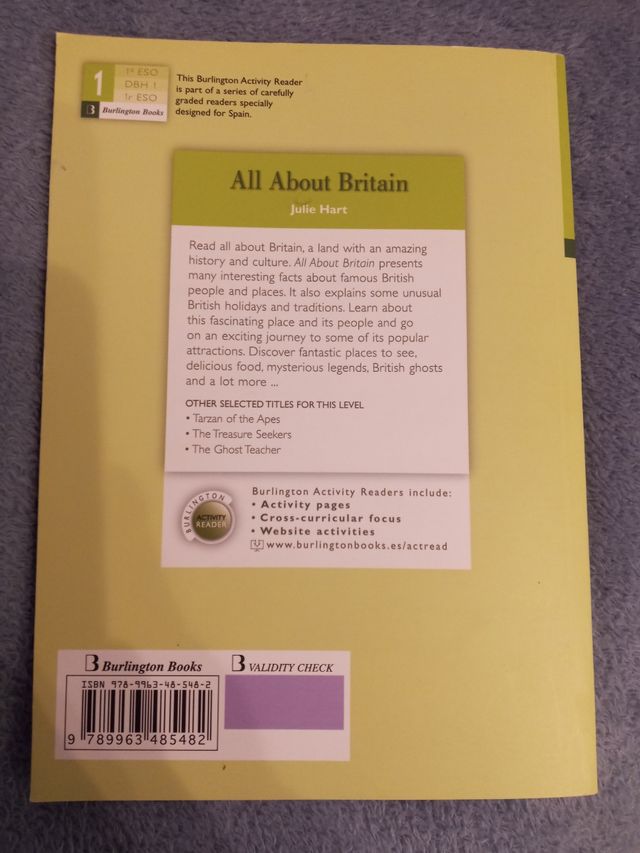 1
1º ESO
DBH 1
1r ESO
B Burlington Books
This Burlington Activity Reader
is part of a series of carefully
graded readers specially
designed for Spain.
All About Britain
Julie Hart
Read all about Britain, a land with an amazing
history and culture. All About Britain presents
many interesting facts about famous British
people and places. It also explains some unusual
British holidays and traditions. Learn about
this fascinating place and its people and go
on an exciting journey to some of its popular
attractions. Discover fantastic places to see,
delicious food, mysterious legends, British ghosts
and a lot more ...
OTHER SELECTED TITLES FOR THIS LEVEL
• Tarzan of the Apes
• The Treasure Seekers
• The Ghost Teacher
BURLINGTON
ACTIVITY
READER
Burlington Activity Readers include:
• Activity pages
• Cross-curricular focus
• Website activities
www.burlingtonbooks.es/actread
B Burlington Books
B VALIDITY CHECK
ISBN 978-9963-48-548-2
9 789963 485482